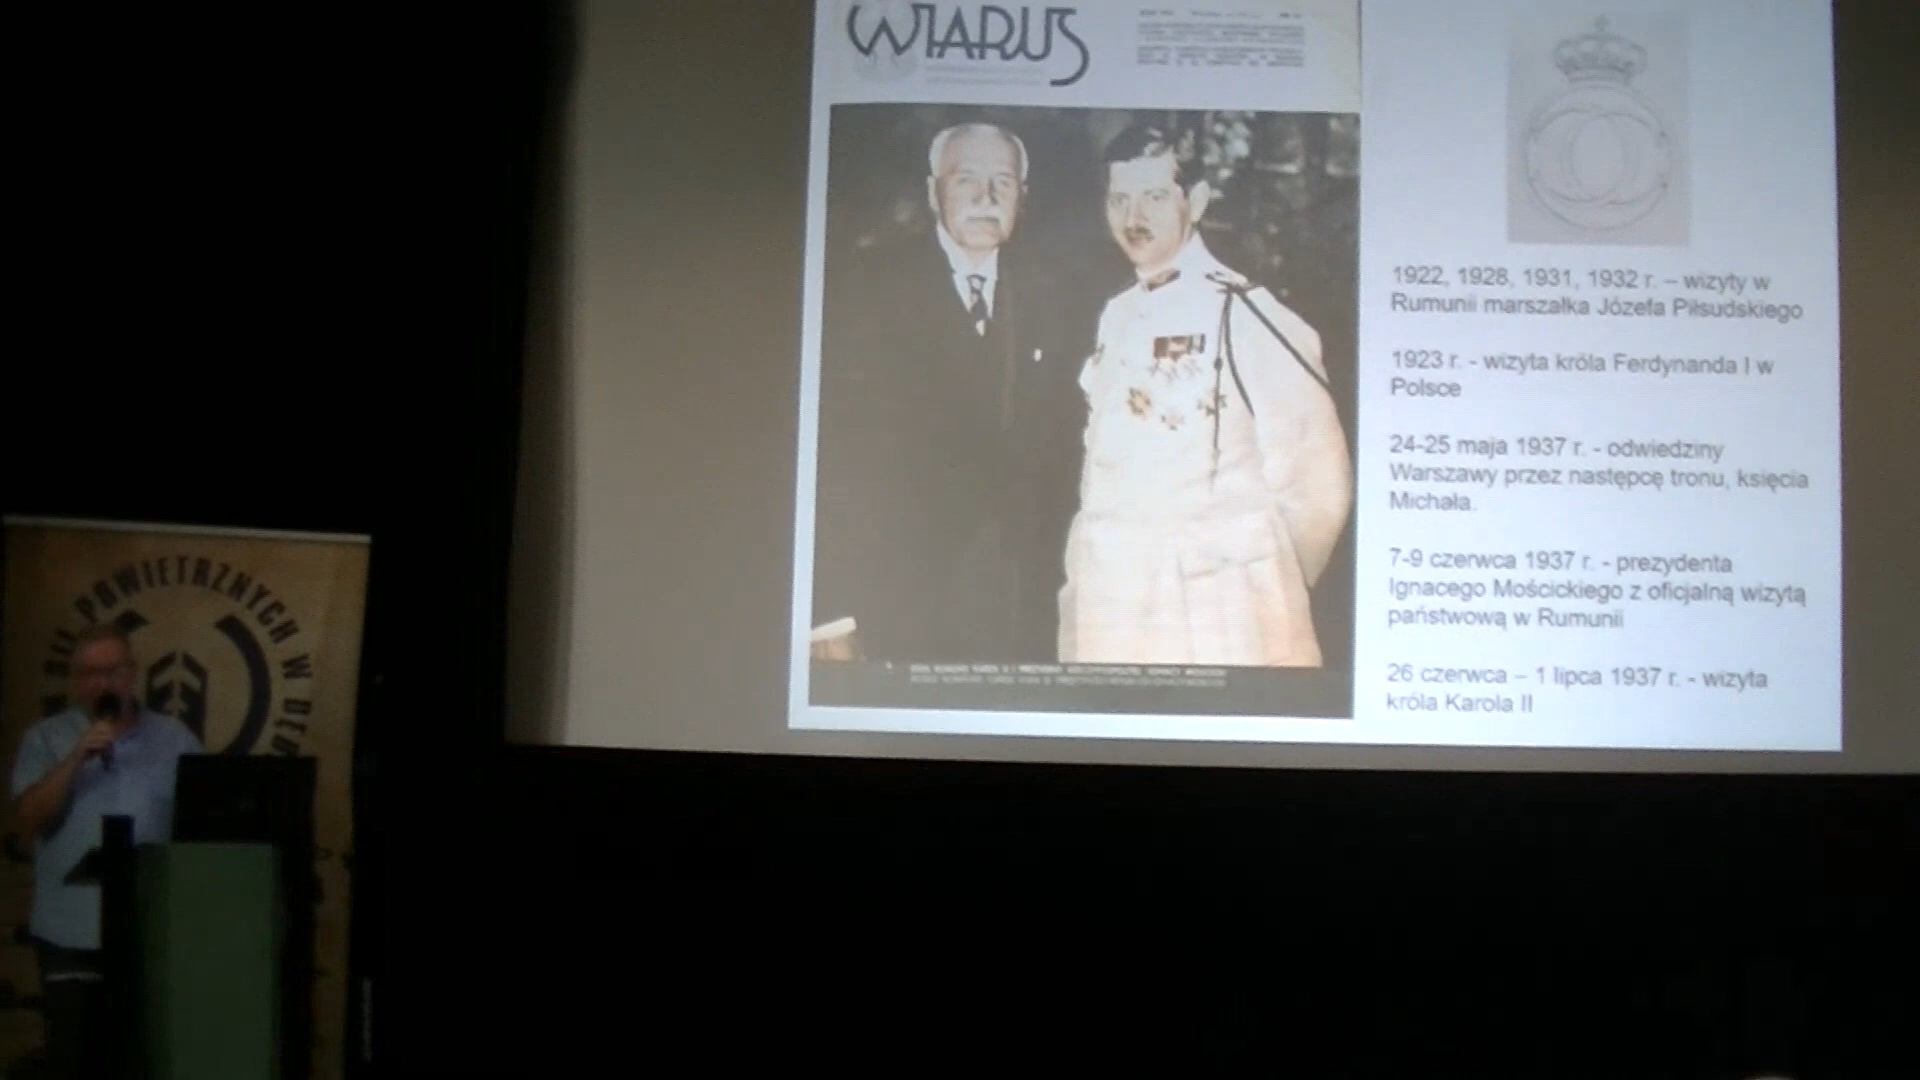 WIARUS
1922, 1928, 1931, 1932 r. – wizyty w
Rumunii marszałka Józefa Piłsudskiego
1923 r. - wizyta króla Ferdynanda I w
Polsce
24-25 maja 1937 r. - odwiedziny
Warszawy przez następcę tronu, księcia
Michała.
7-9 czerwca 1937 r. - prezydenta
Ignacego Mościckiego z oficjalną wizytą
państwową w Rumunii
26 czerwca – 1 lipca 1937 r. - wizyta
króla Karola II
POWIETRZNYCH W